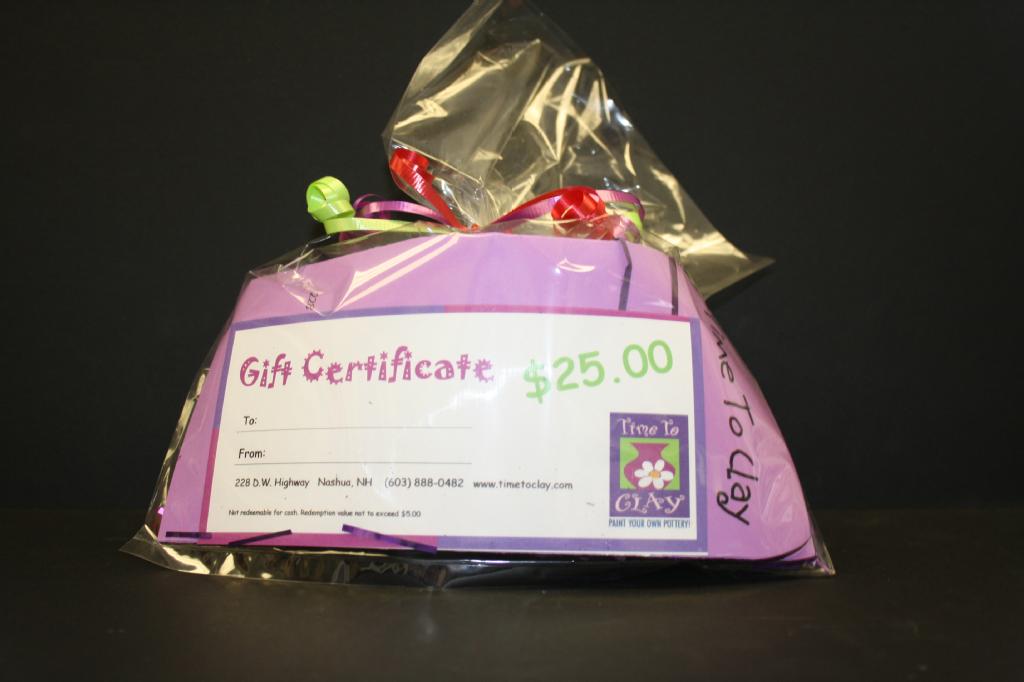 Gift Certificate $25.00
To:
From:
228 D.W. Highway Nashua, NH (603) 888-0482 www.timetoclay.com
Not redeemable for cash. Redemption value not to exceed $5.00
Time To
CLAY
PAINT YOUR OWN POTTERY!
Time To Clay